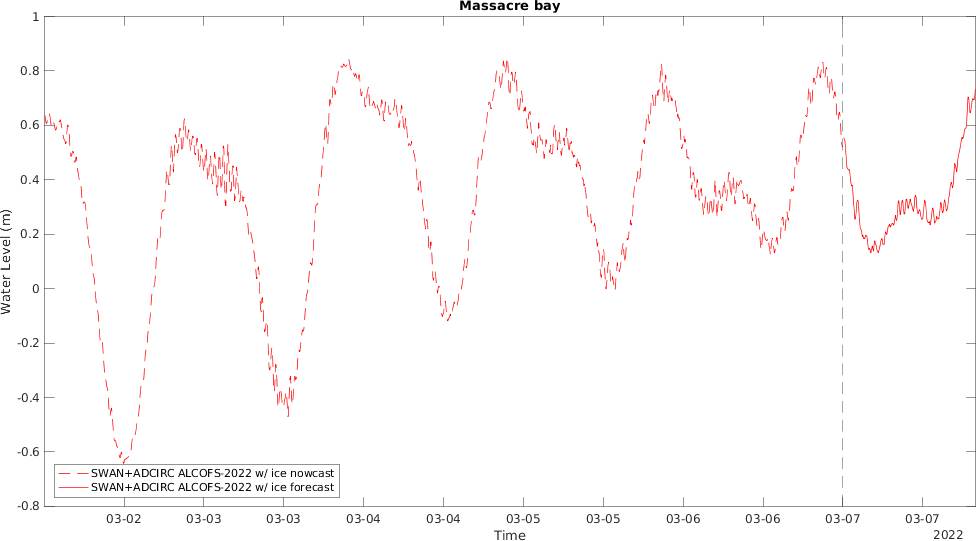 Massacre bay
Water Level (m)
1
0.8
0.6
0.4
0.2
0
-0.2
-0.4
-0.6
-0.8
SWAN+ADCIRC ALCOFS-2022 w/ ice nowcast
SWAN+ADCIRC ALCOFS-2022 w/ ice forecast
03-02 03-03 03-03 03-04 03-04 03-05 03-05 03-06 03-06 03-07 03-07
Time
2022